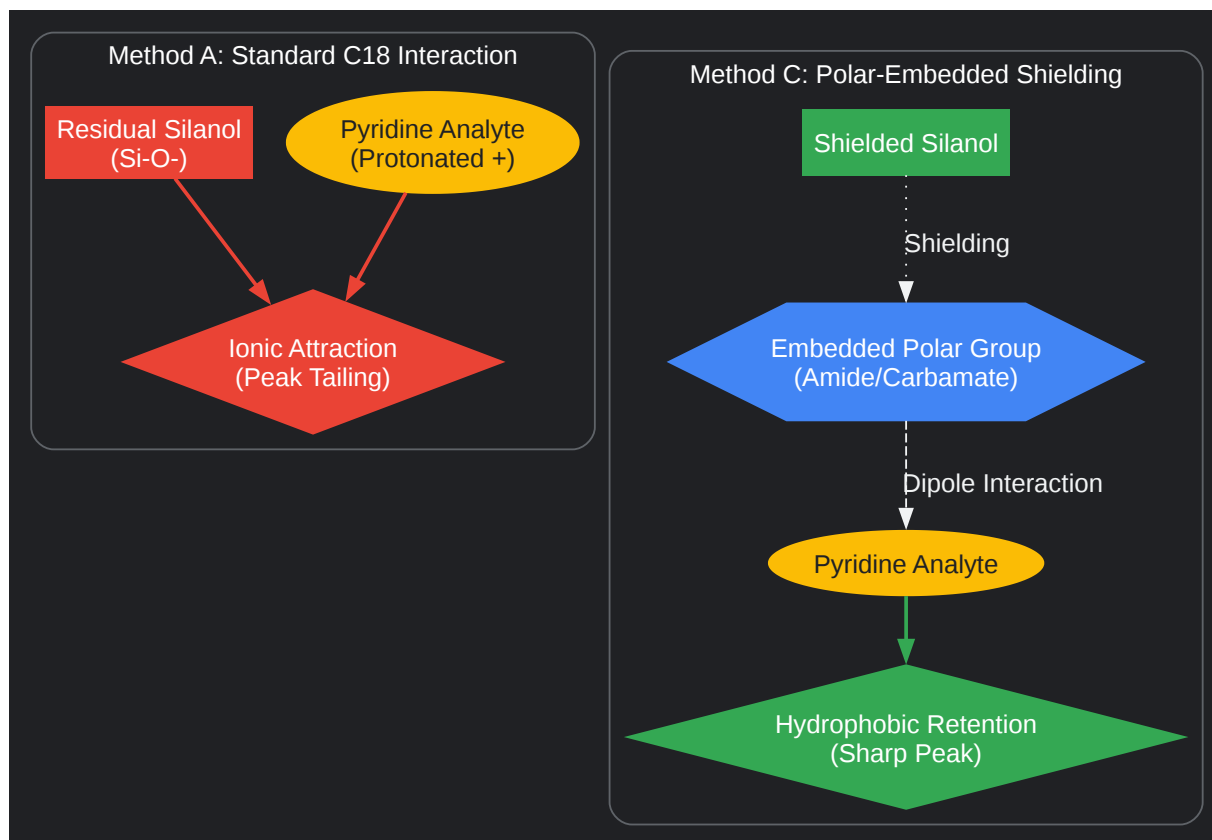 Method A: Standard C18 Interaction
Residual Silanol
(Si-O-)
Pyridine Analyte
(Protonated +)
Ionic Attraction
(Peak Tailing)
Method C: Polar-Embedded Shielding
Shielded Silanol
Shielding
Embedded Polar Group
(Amide/Carbamate)
Dipole Interaction
Pyridine Analyte
Hydrophobic Retention
(Sharp Peak)